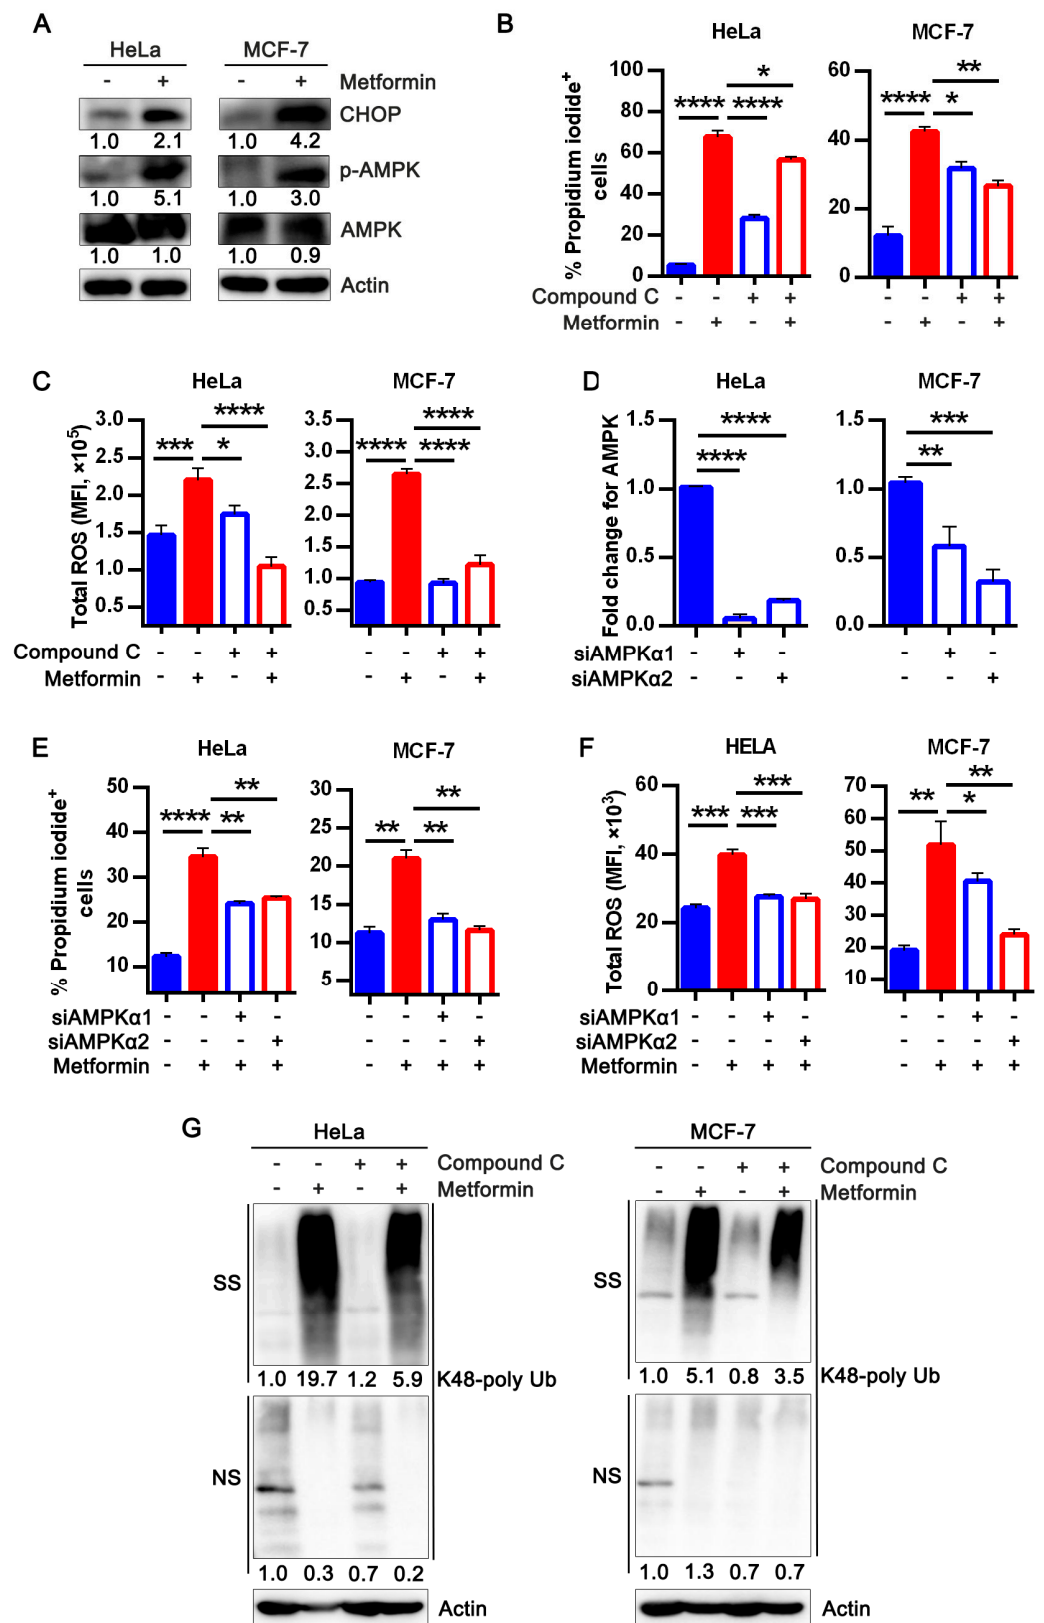 A
HeLa MCF-7
- + - + Metformin
CHOP
1.0 2.1 1.0 4.2
p-AMPK
1.0 5.1 1.0 3.0
AMPK
1.0 1.0 1.0 0.9
Actin
B
HeLa MCF-7
% Propidium iodide+
cells
100
80
60
40
20
0
**** **** *
60
40
20
0
**** * **
Compound C - - + + - - + +
Metformin - + - + - + - +
C
HeLa MCF-7
Total ROS (MFI, ×10⁵)
3.0
2.5
2.0
1.5
1.0
0.5
*** * ****
3.5
3.0
2.5
2.0
1.5
1.0
0.5
**** **** ****
Compound C - - + + - - + +
Metformin - + - + - + - +
D
HeLa MCF-7
Fold change for AMPK
1.5
1.0
0.5
0.0
**** ****
1.5
1.0
0.5
0.0
** ***
siAMPKα1 - + - - + -
siAMPKα2 - - + - - +
E
HeLa MCF-7
% Propidium iodide+
cells
50
40
30
20
10
**** ** **
30
25
20
15
10
5
** ** **
siAMPKα1 - - + - - - + -
siAMPKα2 - - - + - - - +
Metformin - + + + - + + +
F
HELA MCF-7
Total ROS (MFI, ×10³)
60
40
20
0
*** *** ***
70
60
50
40
30
20
10
** * **
siAMPKα1 - - + - - - + -
siAMPKα2 - - - + - - - +
Metformin - + + + - + + +
G
HeLa MCF-7
- - + + Compound C - - + + Compound C
- + - + Metformin - + - + Metformin
SS SS
1.0 19.7 1.2 5.9 K48-poly Ub 1.0 5.1 0.8 3.5 K48-poly Ub
NS NS
1.0 0.3 0.7 0.2 1.0 1.3 0.7 0.7
Actin Actin